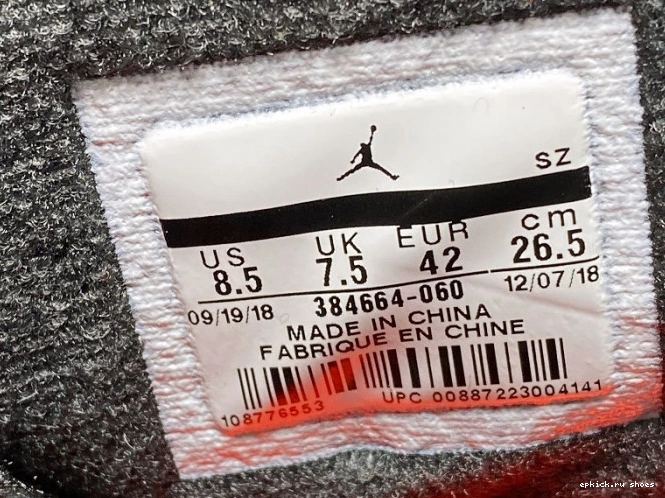 SZ
US UK EUR cm
8.5 7.5 42 26.5
09/19/18 384664-060 12/07/18
MADE IN CHINA
FABRIQUE EN CHINE
108776553 UPC 00887223004141
epkick.ru shoes